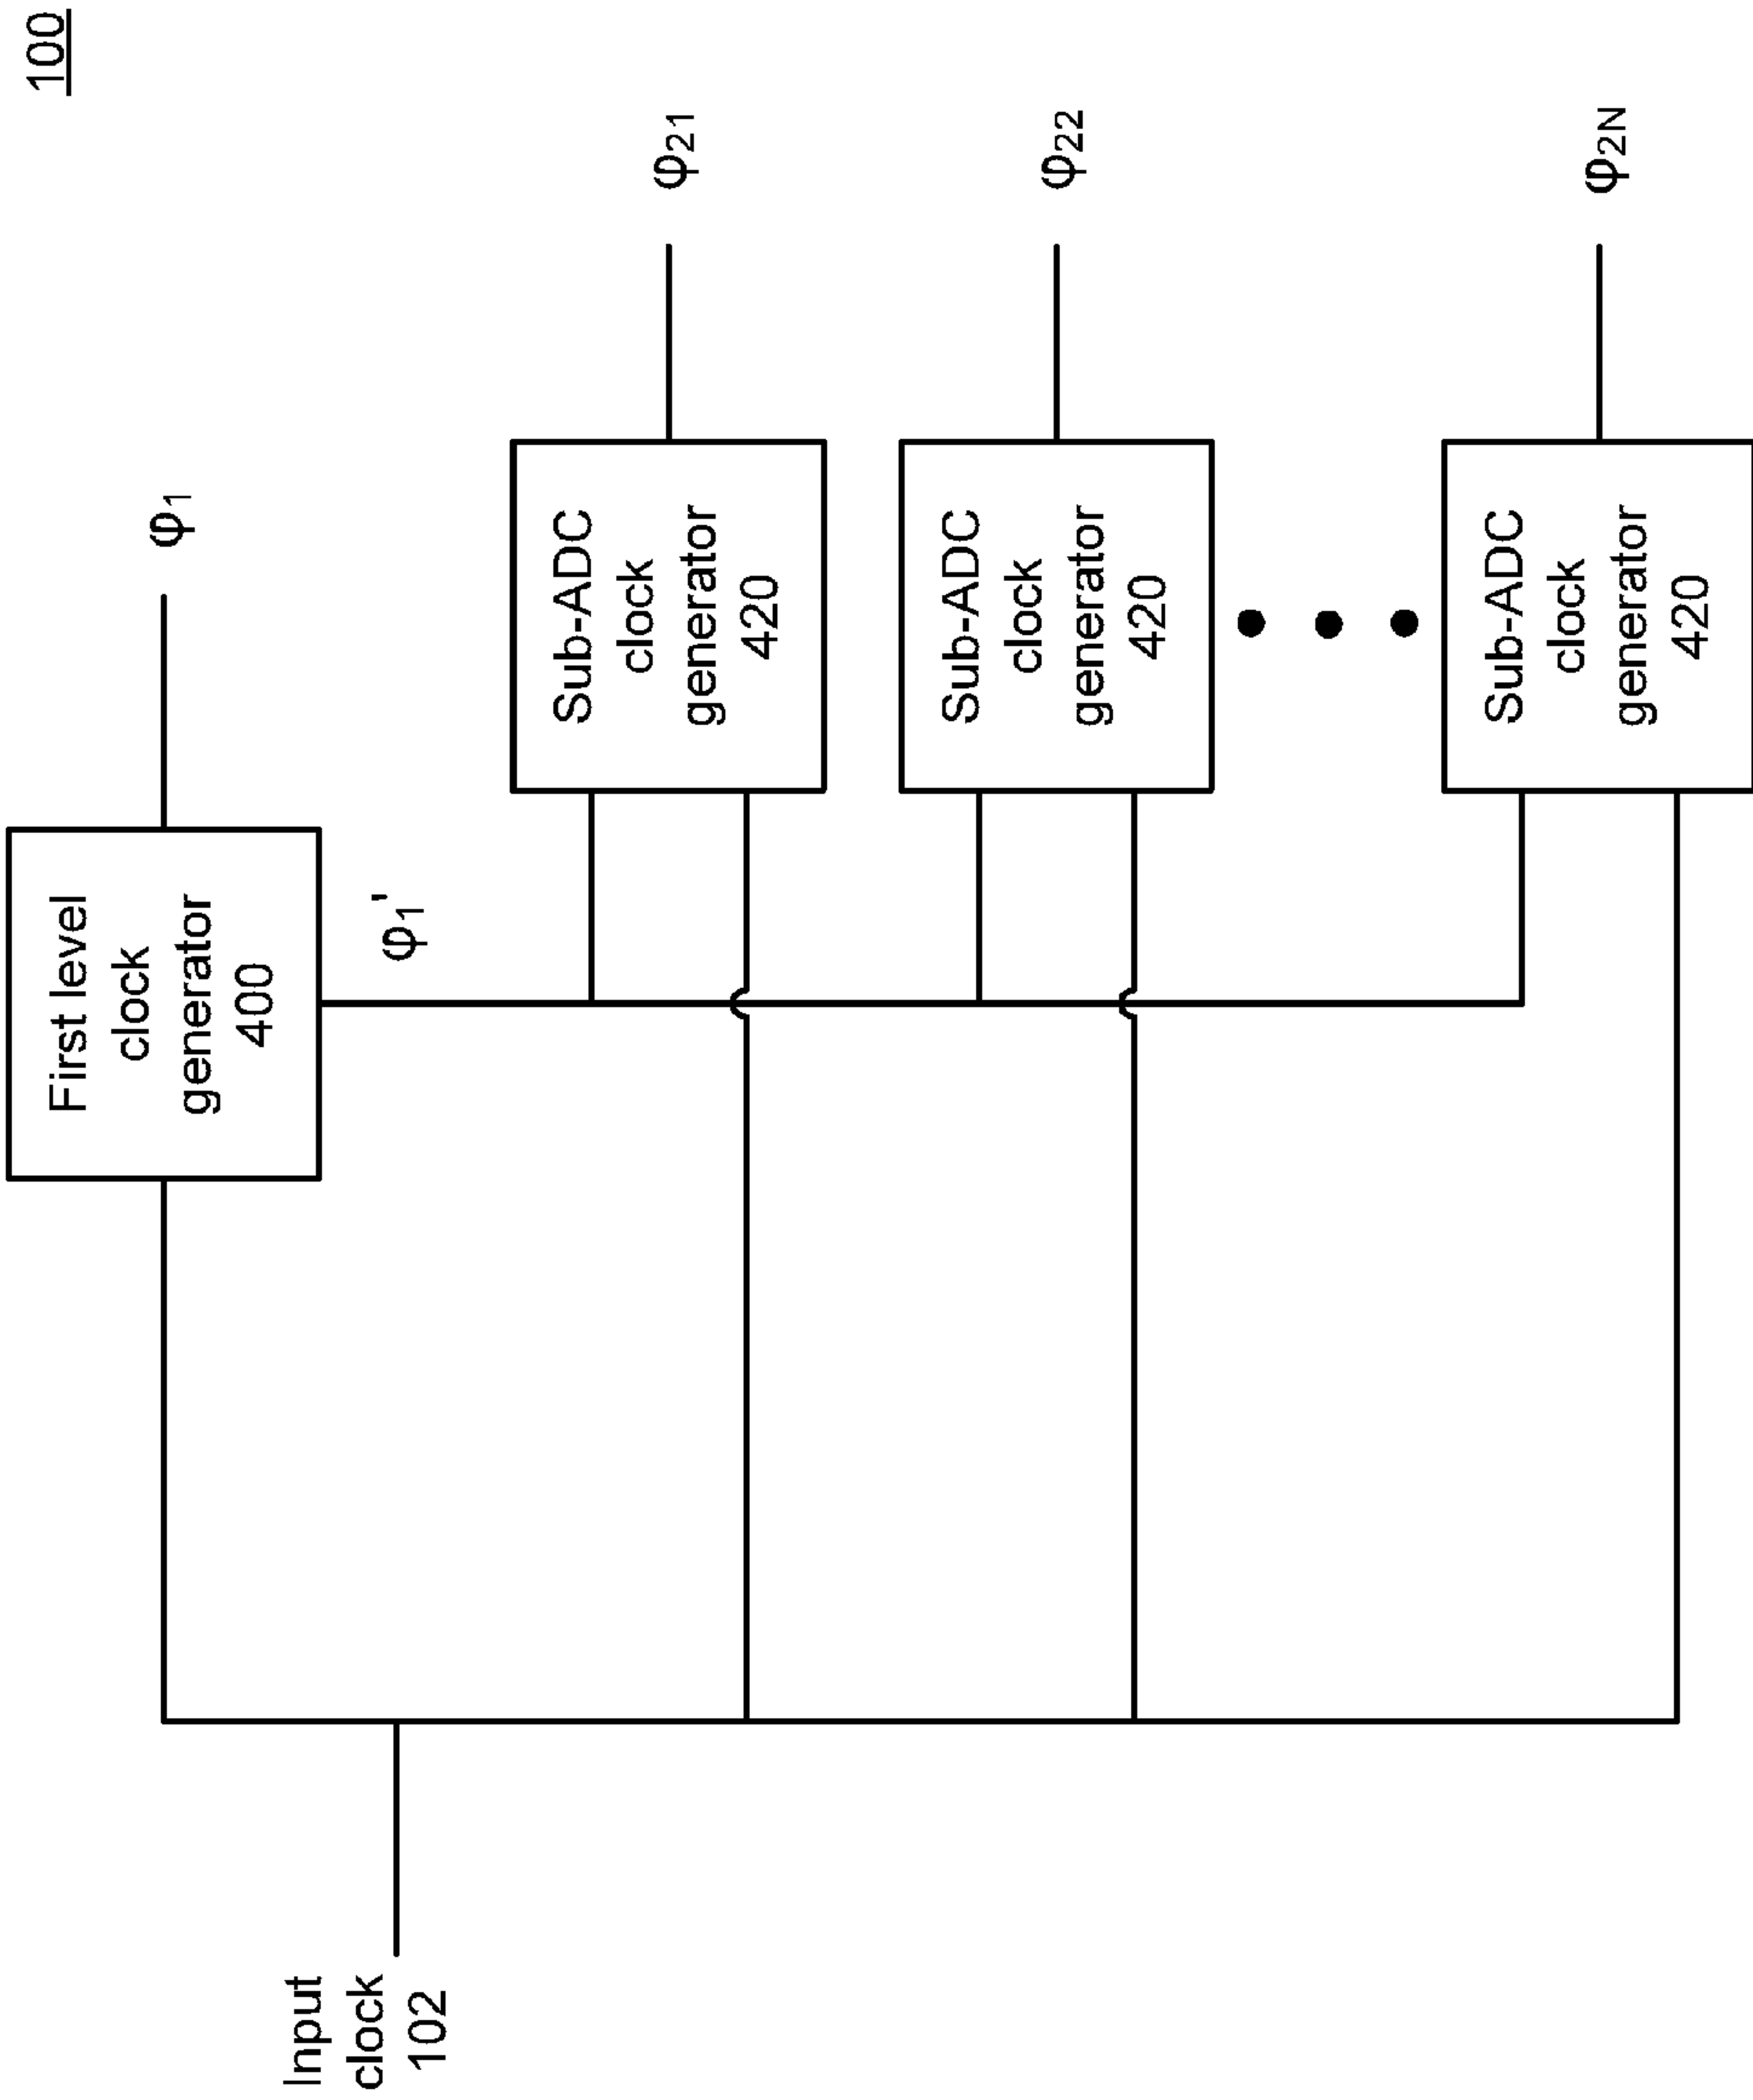 100
Input
clock
102
First level
clock
generator
400
φ1
φ1'
Sub-ADC
clock
generator
420
φ21
Sub-ADC
clock
generator
420
φ22
Sub-ADC
clock
generator
420
φ2N